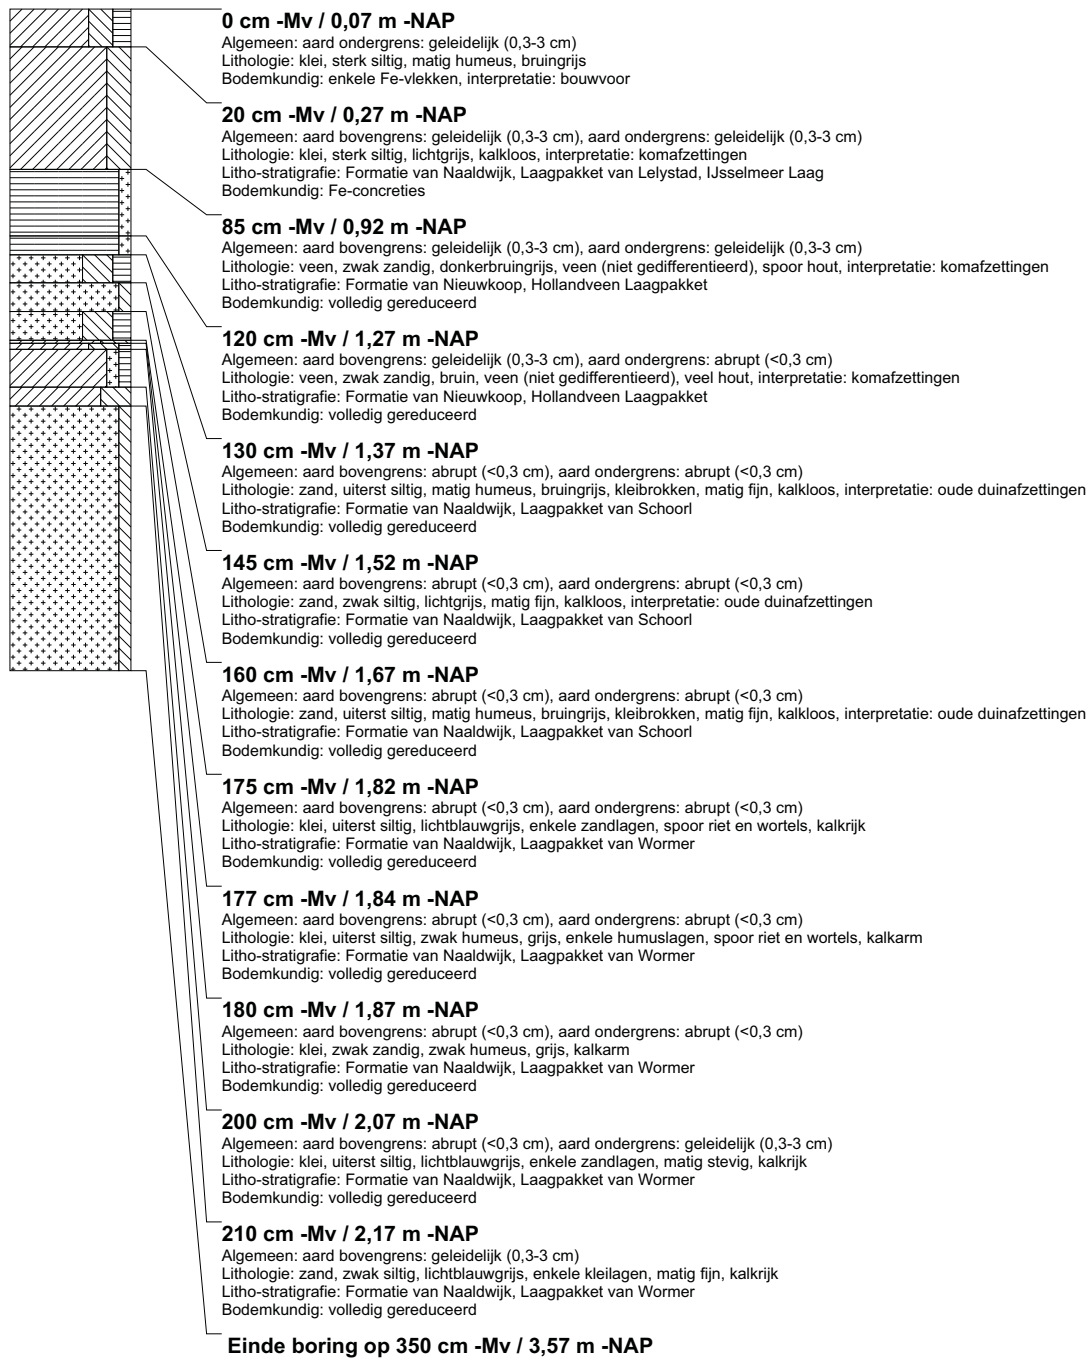 0 cm -Mv / 0,07 m -NAP
Algemeen: aard ondergrens: geleidelijk (0,3-3 cm)
Lithologie: klei, sterk siltig, matig humeus, bruingrijs
Bodemkundig: enkele Fe-vlekken, interpretatie: bouwvoor
20 cm -Mv / 0,27 m -NAP
Algemeen: aard bovengrens: geleidelijk (0,3-3 cm), aard ondergrens: geleidelijk (0,3-3 cm)
Lithologie: klei, sterk siltig, lichtgrijs, kalkloos, interpretatie: komafzettingen
Litho-stratigrafie: Formatie van Naaldwijk, Laagpakket van Lelystad, IJsselmeer Laag
Bodemkundig: Fe-concreties
85 cm -Mv / 0,92 m -NAP
Algemeen: aard bovengrens: geleidelijk (0,3-3 cm), aard ondergrens: geleidelijk (0,3-3 cm)
Lithologie: veen, zwak zandig, donkerbruingrijs, veen (niet gedifferentieerd), spoor hout, interpretatie: komafzettingen
Litho-stratigrafie: Formatie van Nieuwkoop, Hollandveen Laagpakket
Bodemkundig: volledig gereduceerd
120 cm -Mv / 1,27 m -NAP
Algemeen: aard bovengrens: geleidelijk (0,3-3 cm), aard ondergrens: abrupt (<0,3 cm)
Lithologie: veen, zwak zandig, bruin, veen (niet gedifferentieerd), veel hout, interpretatie: komafzettingen
Litho-stratigrafie: Formatie van Nieuwkoop, Hollandveen Laagpakket
Bodemkundig: volledig gereduceerd
130 cm -Mv / 1,37 m -NAP
Algemeen: aard bovengrens: abrupt (<0,3 cm), aard ondergrens: abrupt (<0,3 cm)
Lithologie: zand, uiterst siltig, matig humeus, bruingrijs, kleibrokken, matig fijn, kalkloos, interpretatie: oude duinafzettingen
Litho-stratigrafie: Formatie van Naaldwijk, Laagpakket van Schoorl
Bodemkundig: volledig gereduceerd
145 cm -Mv / 1,52 m -NAP
Algemeen: aard bovengrens: abrupt (<0,3 cm), aard ondergrens: abrupt (<0,3 cm)
Lithologie: zand, zwak siltig, lichtgrijs, matig fijn, kalkloos, interpretatie: oude duinafzettingen
Litho-stratigrafie: Formatie van Naaldwijk, Laagpakket van Schoorl
Bodemkundig: volledig gereduceerd
160 cm -Mv / 1,67 m -NAP
Algemeen: aard bovengrens: abrupt (<0,3 cm), aard ondergrens: abrupt (<0,3 cm)
Lithologie: zand, uiterst siltig, matig humeus, bruingrijs, kleibrokken, matig fijn, kalkloos, interpretatie: oude duinafzettingen
Litho-stratigrafie: Formatie van Naaldwijk, Laagpakket van Schoorl
Bodemkundig: volledig gereduceerd
175 cm -Mv / 1,82 m -NAP
Algemeen: aard bovengrens: abrupt (<0,3 cm), aard ondergrens: abrupt (<0,3 cm)
Lithologie: klei, uiterst siltig, lichtblauwgrijs, enkele zandlagen, spoor riet en wortels, kalkrijk
Litho-stratigrafie: Formatie van Naaldwijk, Laagpakket van Wormer
Bodemkundig: volledig gereduceerd
177 cm -Mv / 1,84 m -NAP
Algemeen: aard bovengrens: abrupt (<0,3 cm), aard ondergrens: abrupt (<0,3 cm)
Lithologie: klei, uiterst siltig, zwak humeus, grijs, enkele humuslagen, spoor riet en wortels, kalkarm
Litho-stratigrafie: Formatie van Naaldwijk, Laagpakket van Wormer
Bodemkundig: volledig gereduceerd
180 cm -Mv / 1,87 m -NAP
Algemeen: aard bovengrens: abrupt (<0,3 cm), aard ondergrens: abrupt (<0,3 cm)
Lithologie: klei, zwak zandig, zwak humeus, grijs, kalkarm
Litho-stratigrafie: Formatie van Naaldwijk, Laagpakket van Wormer
Bodemkundig: volledig gereduceerd
200 cm -Mv / 2,07 m -NAP
Algemeen: aard bovengrens: abrupt (<0,3 cm), aard ondergrens: geleidelijk (0,3-3 cm)
Lithologie: klei, uiterst siltig, lichtblauwgrijs, enkele zandlagen, matig stevig, kalkrijk
Litho-stratigrafie: Formatie van Naaldwijk, Laagpakket van Wormer
Bodemkundig: volledig gereduceerd
210 cm -Mv / 2,17 m -NAP
Algemeen: aard bovengrens: geleidelijk (0,3-3 cm)
Lithologie: zand, zwak siltig, lichtblauwgrijs, enkele kleilagen, matig fijn, kalkrijk
Litho-stratigrafie: Formatie van Naaldwijk, Laagpakket van Wormer
Bodemkundig: volledig gereduceerd
Einde boring op 350 cm -Mv / 3,57 m -NAP